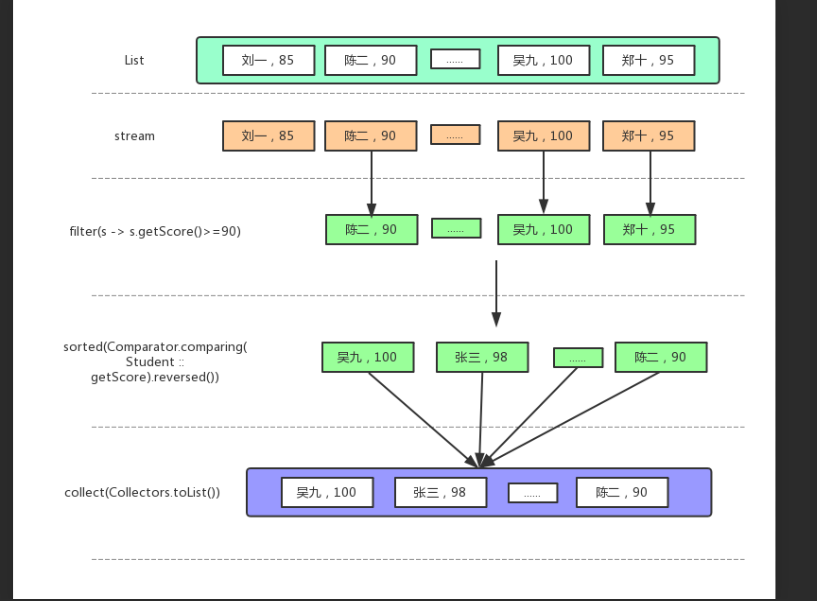 List
刘一，85
陈二，90
......
吴九，100
郑十，95
stream
刘一，85
陈二，90
......
吴九，100
郑十，95
filter(s -> s.getScore()>=90)
陈二，90
......
吴九，100
郑十，95
sorted(Comparator.comparing(
Student ::
getScore).reversed())
吴九，100
张三，98
......
陈二，90
collect(Collectors.toList())
吴九，100
张三，98
......
陈二，90